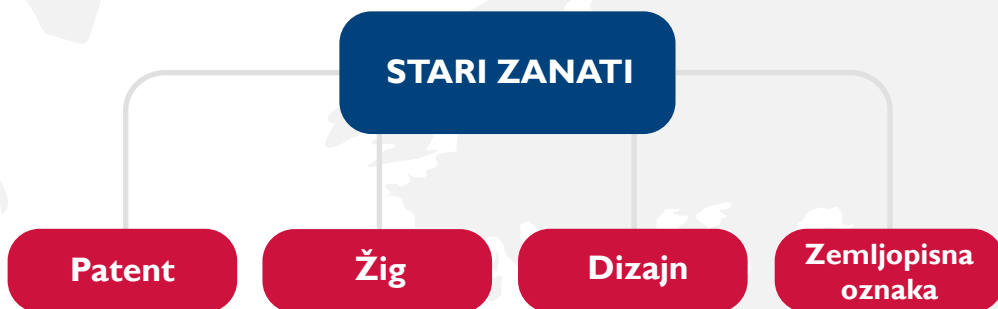 STARI ZANATI
Patent
Žig
Dizajn
Zemljopisna
oznaka